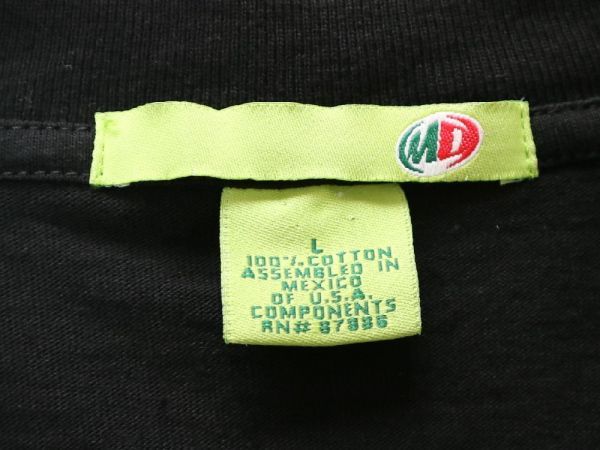 MD
L
100% COTTON
ASSEMBLED IN
MEXICO
OF U.S.A.
COMPONENTS
RN# 87886